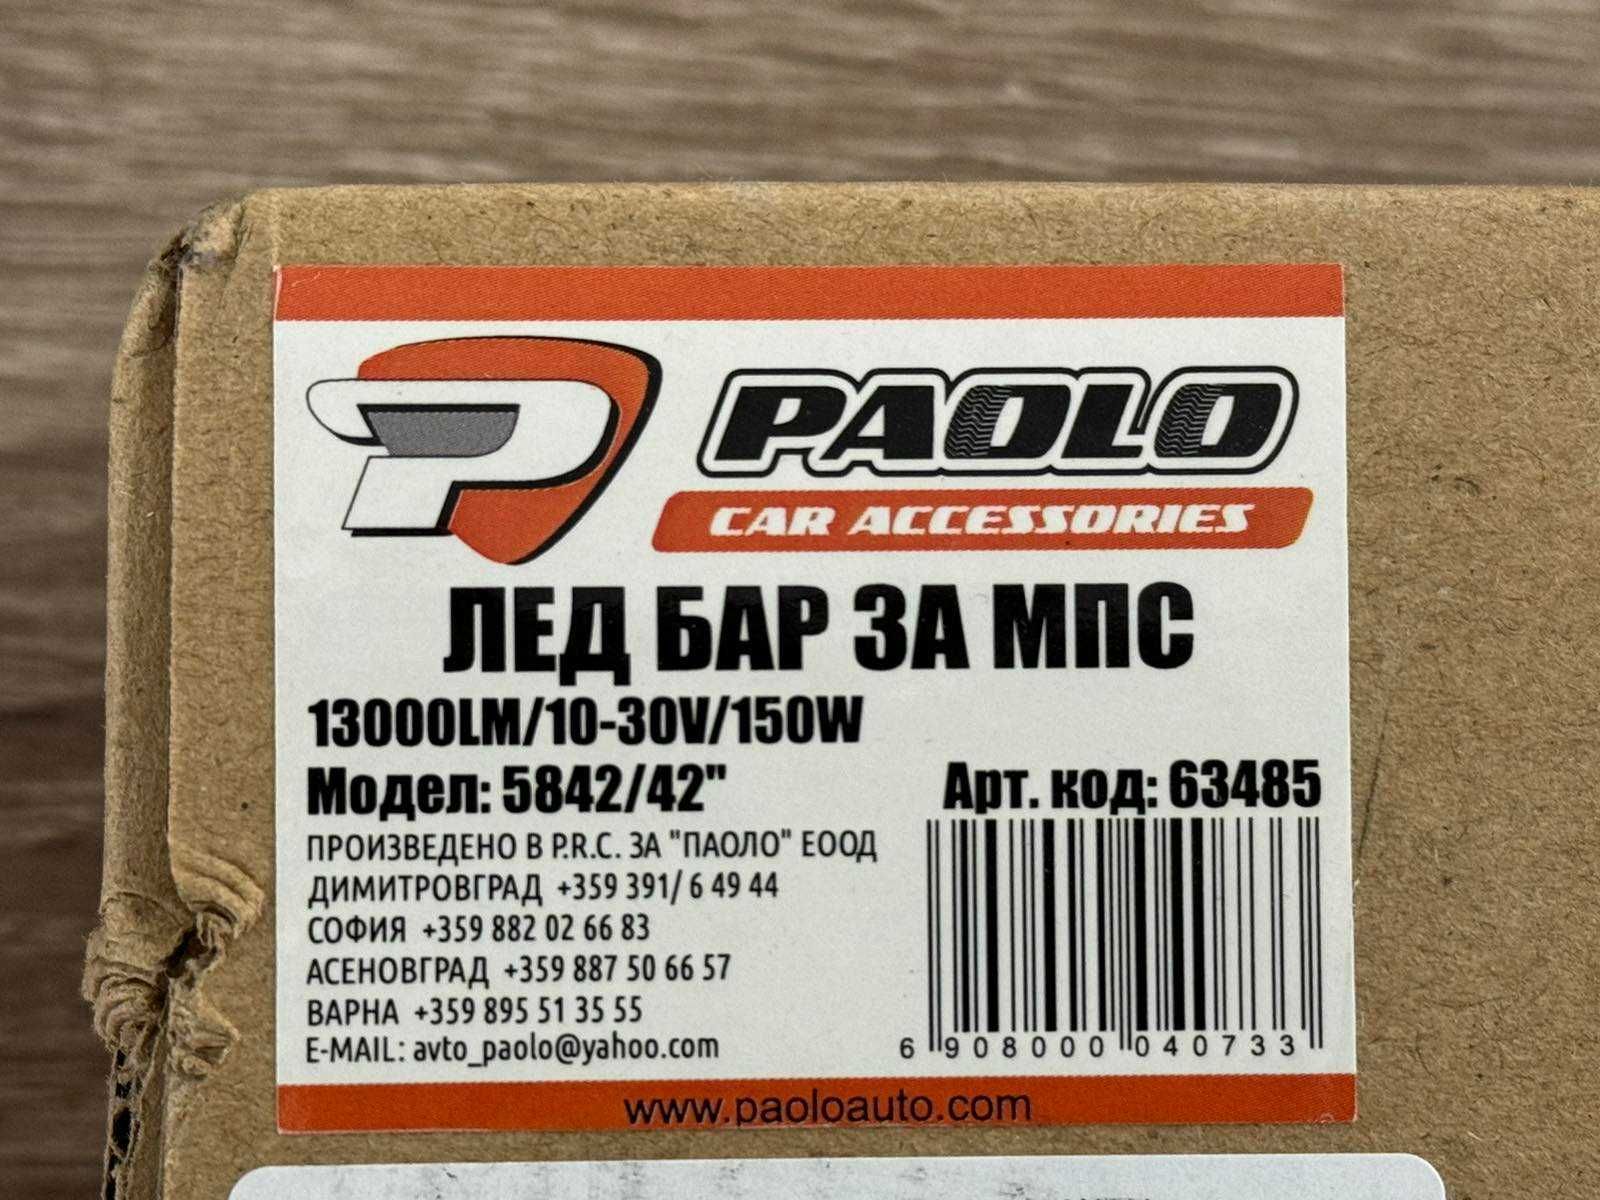 PAOLO
CAR ACCESSORIES
ЛЕД БАР ЗА МПС
13000LM/10-30V/150W
Модел: 5842/42"
Арт. код: 63485
ПРОИЗВЕДЕНО В P.R.C. ЗА "ПАОЛО" ЕООД
ДИМИТРОВГРАД +359 391/ 6 49 44
СОФИЯ +359 882 02 66 83
АСЕНОВГРАД +359 887 50 66 57
ВАРНА +359 895 51 35 55
E-MAIL: avto_paolo@yahoo.com
6 908000 040733
www.paoloauto.com